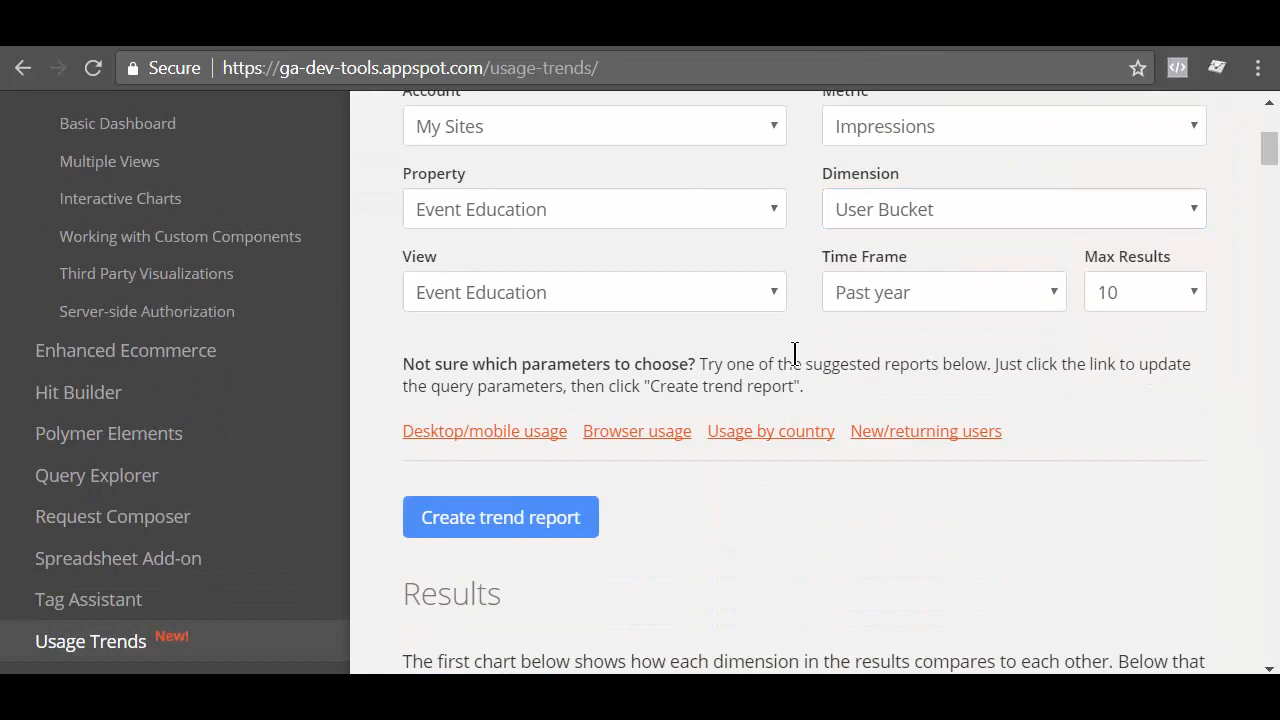 Secure https://ga-dev-tools.appspot.com/usage-trends/
Basic Dashboard
Multiple Views
Interactive Charts
Working with Custom Components
Third Party Visualizations
Server-side Authorization
Enhanced Ecommerce
Hit Builder
Polymer Elements
Query Explorer
Request Composer
Spreadsheet Add-on
Tag Assistant
Usage Trends New!
Account
My Sites
Metric
Impressions
Property
Event Education
Dimension
User Bucket
View
Event Education
Time Frame
Past year
Max Results
10
Not sure which parameters to choose? Try one of the suggested reports below. Just click the link to update
the query parameters, then click "Create trend report".
Desktop/mobile usage Browser usage Usage by country New/returning users
Create trend report
Results
The first chart below shows how each dimension in the results compares to each other. Below that